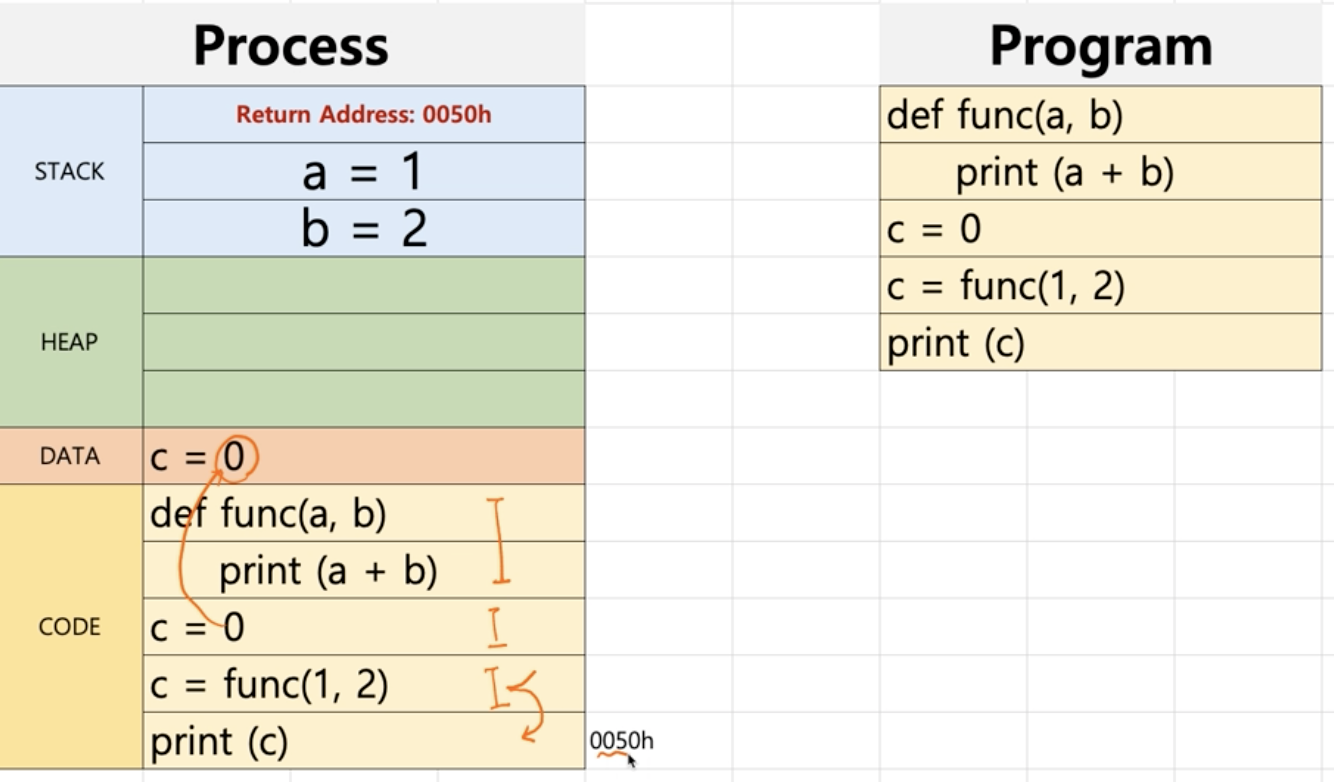 Process
Program
STACK
Return Address: 0050h
a = 1
b = 2
HEAP
DATA
c = 0
CODE
def func(a, b)
print (a + b)
c = 0
c = func(1, 2)
print (c)
0050h
def func(a, b)
print (a + b)
c = 0
c = func(1, 2)
print (c)